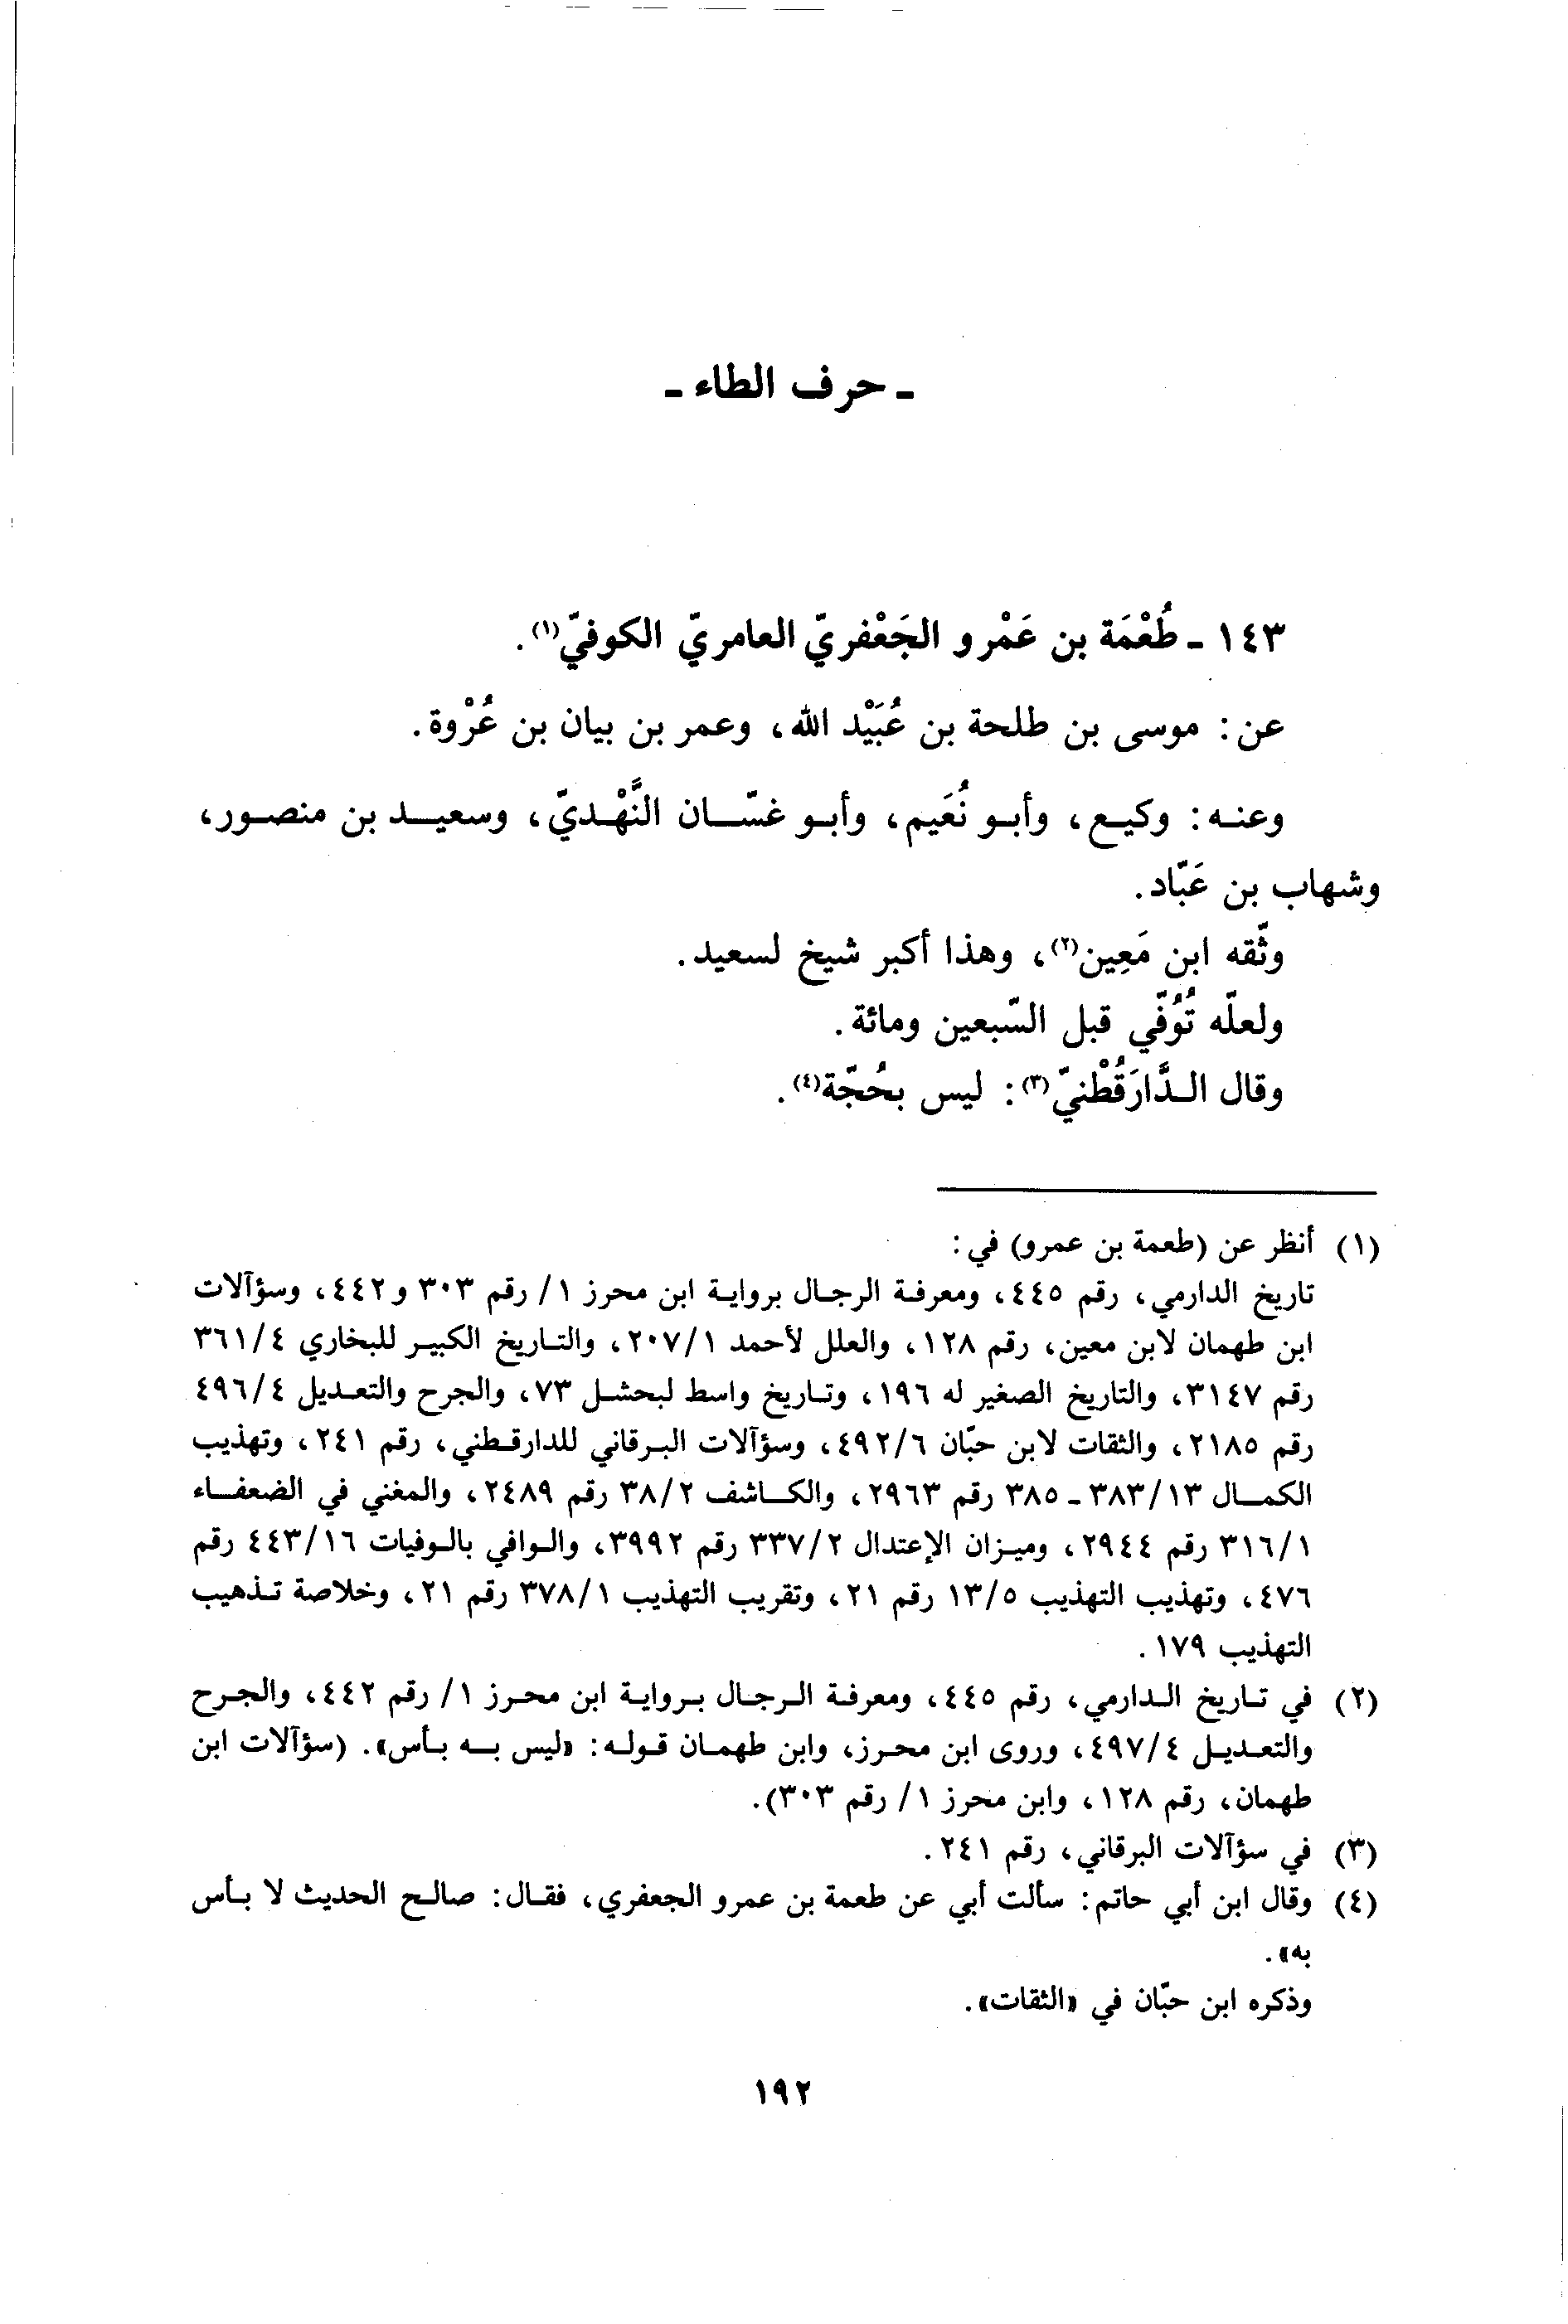 ـ حرف الطاء ـ
١٤٣ ـ طُعْمَة بن عَمْرو الجَعْفريّ العامريّ الكوفيّ(١).
عن: موسى بن طلحة بن عُبَيْد الله، وعمر بن بيان بن عُرْوة.
وعنه: وكيع، وأبو نُعَيم، وأبو غسّان النَّهْديّ، وسعيد بن منصور،
وشهاب بن عَبّاد.
وثّقه ابن مَعِين(٢)، وهذا أكبر شيخ لسعيد.
ولعلّه تُوُفّي قبل السّبعين ومائة.
وقال الدَّارَقُطْنيّ(٣): ليس بحُجّة(٤).
(١) أنظر عن (طعمة بن عمرو) في:
تاريخ الدارمي، رقم ٤٤٥، ومعرفة الرجال برواية ابن محرز ١/ رقم ٣٠٣ و٤٤٢، وسؤآلات
ابن طهمان لابن معين، رقم ١٢٨، والعلل لأحمد ٢٠٧/١، والتاريخ الكبير للبخاري ٣٦١/٤
رقم ٣١٤٧، والتاريخ الصغير له ١٩٦، وتاريخ واسط لبحشل ٧٣، والجرح والتعديل ٤٩٦/٤
رقم ٢١٨٥، والثقات لابن حبّان ٤٩٢/٦، وسؤآلات البرقاني للدارقطني، رقم ٢٤١، وتهذيب
الكمال ٣٨٣/١٣ ـ ٣٨٥ رقم ٢٩٦٣، والكاشف ٣٨/٢ رقم ٢٤٨٩، والمغني في الضعفاء
٣١٦/١ رقم ٢٩٤٤، وميزان الإعتدال ٣٣٧/٢ رقم ٣٩٩٢، والوافي بالوفيات ٤٤٣/١٦ رقم
٤٧٦، وتهذيب التهذيب ١٣/٥ رقم ٢١، وتقريب التهذيب ٣٧٨/١ رقم ٢١، وخلاصة تذهيب
التهذيب ١٧٩.
(٢) في تاريخ الدارمي، رقم ٤٤٥، ومعرفة الرجال برواية ابن محرز ١/ رقم ٤٤٢، والجرح
والتعديل ٤٩٧/٤، وروى ابن محرز، وابن طهمان قوله: «ليس به بأس». (سؤآلات ابن
طهمان، رقم ١٢٨، وابن محرز ١/ رقم ٣٠٣).
(٣) في سؤآلات البرقاني، رقم ٢٤١.
(٤) وقال ابن أبي حاتم: سألت أبي عن طعمة بن عمرو الجعفري، فقال: صالح الحديث لا بأس
به».
وذكره ابن حبّان في «الثقات».
١٩٢